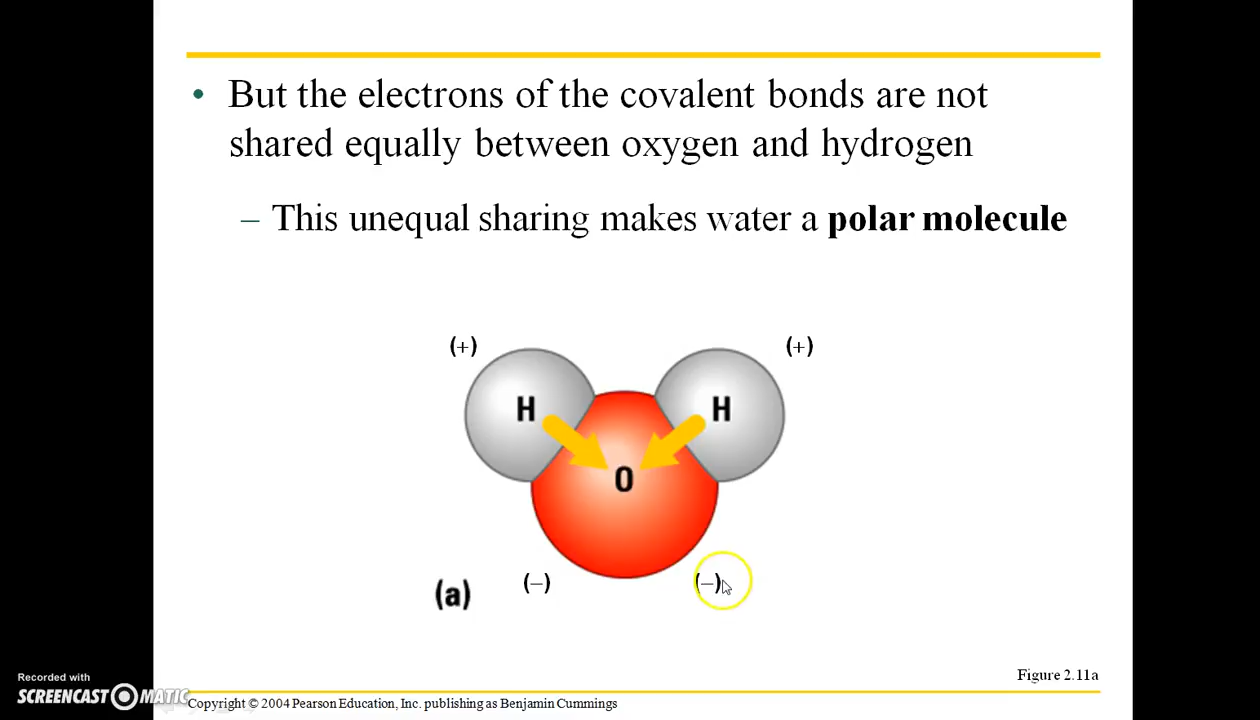 • But the electrons of the covalent bonds are not
shared equally between oxygen and hydrogen
– This unequal sharing makes water a polar molecule
(+) (+)
H H
O
(–) (–)
(a)
Figure 2.11a
Recorded with
SCREENCAST MATIC
Copyright © 2004 Pearson Education, Inc. publishing as Benjamin Cummings